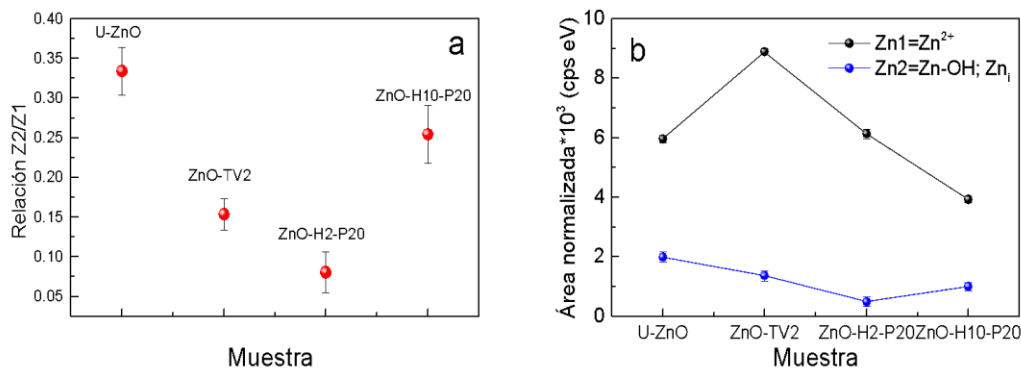 a
U-ZnO
ZnO-TV2
ZnO-H2-P20
ZnO-H10-P20
Relación Z2/Z1
0.40
0.35
0.30
0.25
0.20
0.15
0.10
0.05
Muestra
b
Zn1=Zn²⁺
Zn2=Zn-OH; Znᵢ
Área normalizada*10³ (cps eV)
10
8
6
4
2
0
U-ZnO
ZnO-TV2
ZnO-H2-P20
ZnO-H10-P20
Muestra